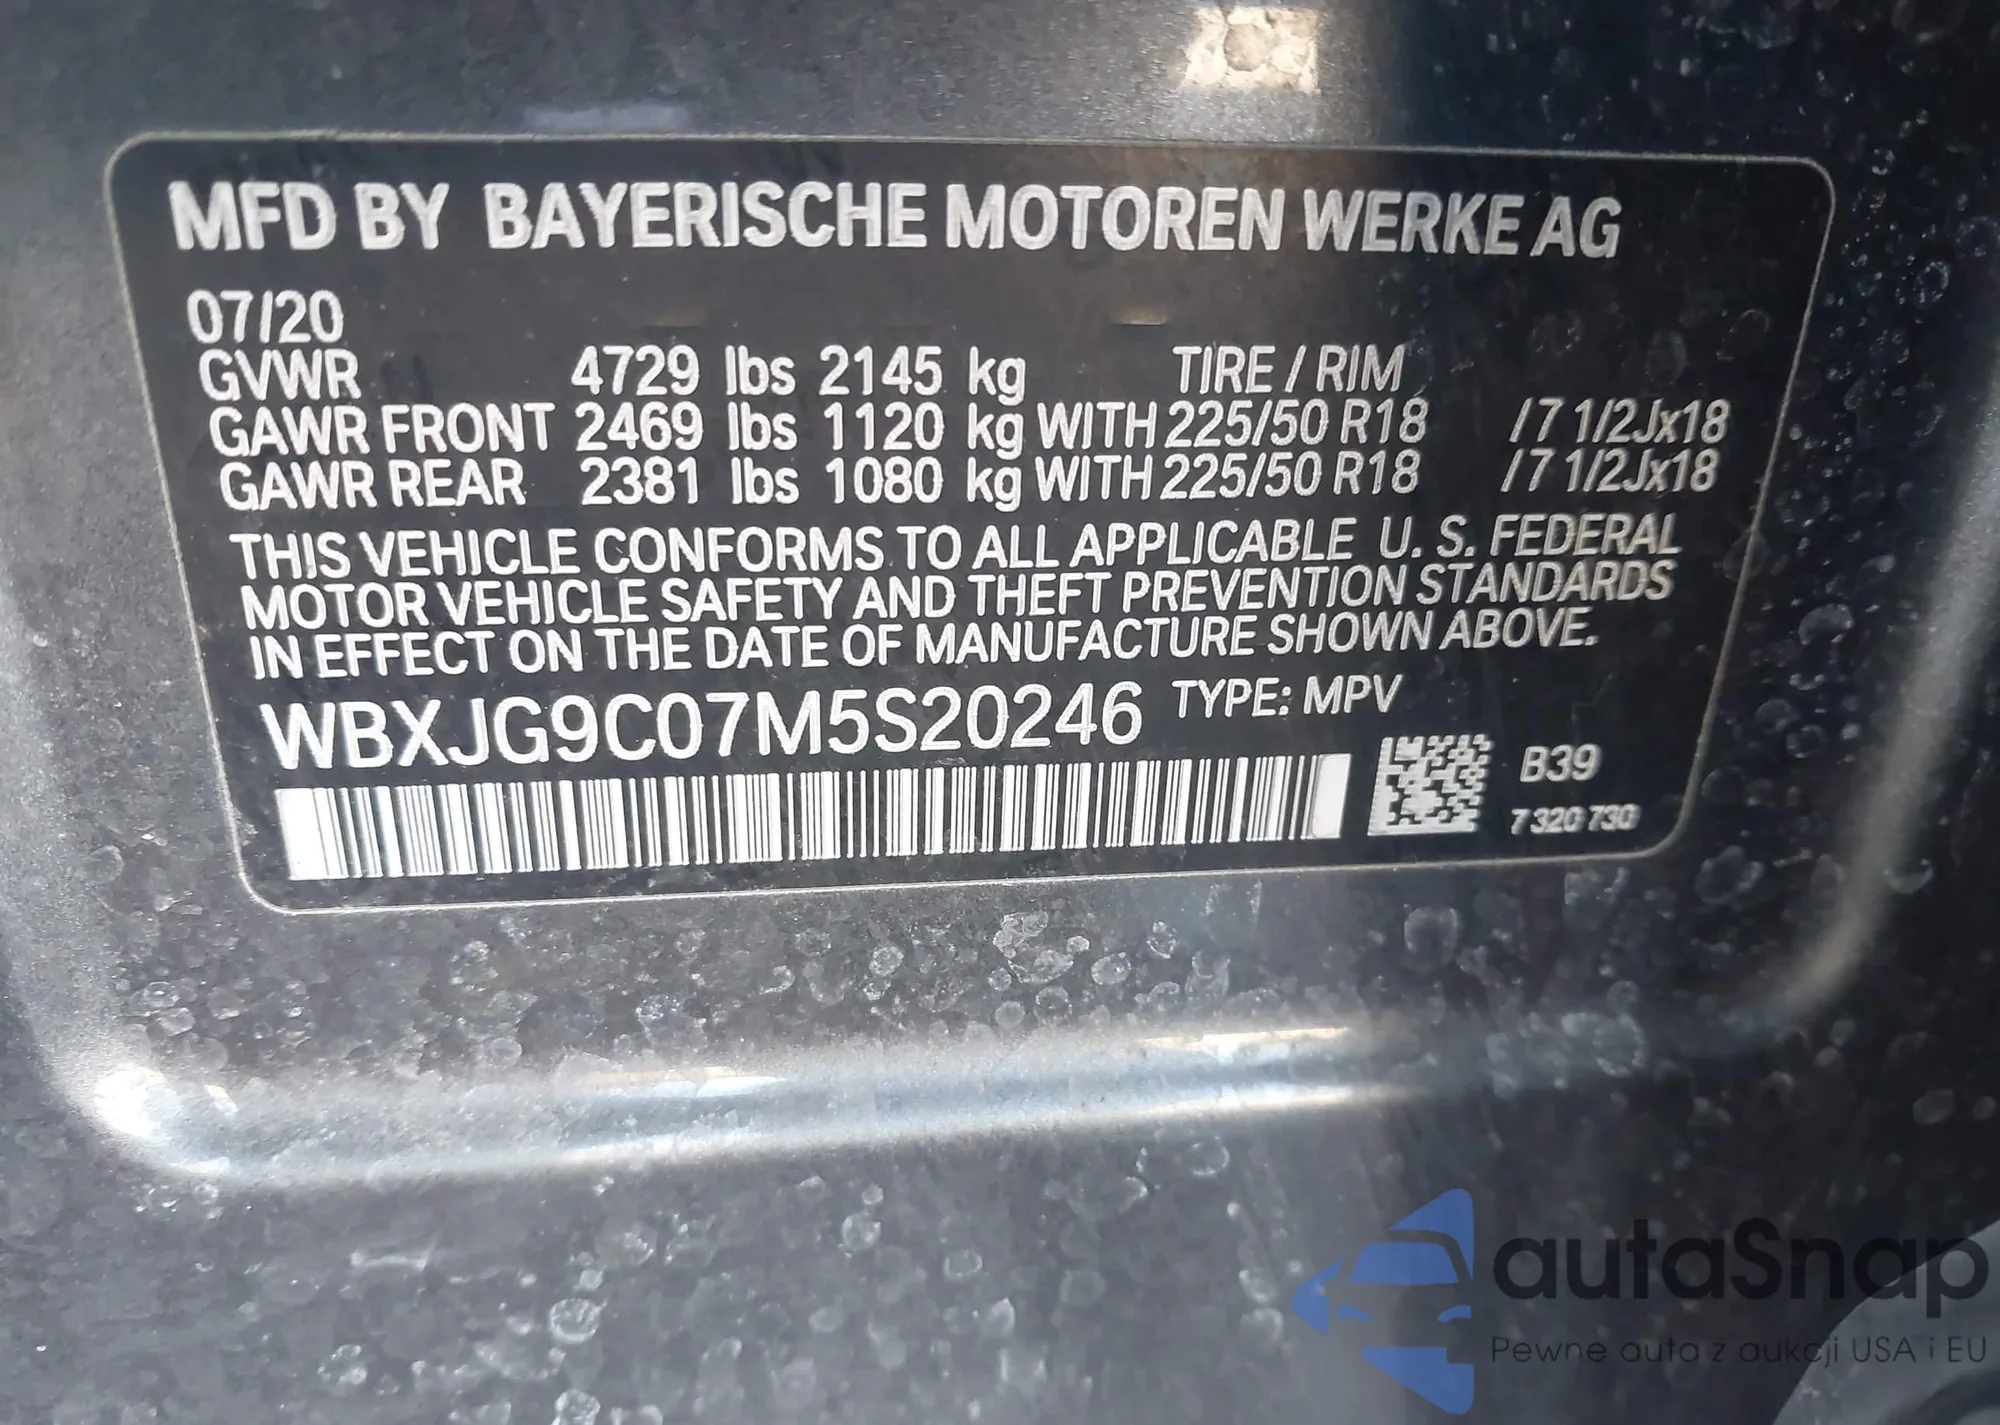 MFD BY BAYERISCHE MOTOREN WERKE AG
07/20
GVWR 4729 lbs 2145 kg TIRE / RIM
GAWR FRONT 2469 lbs 1120 kg WITH 225/50 R18 /7 1/2Jx18
GAWR REAR 2381 lbs 1080 kg WITH 225/50 R18 /7 1/2Jx18
THIS VEHICLE CONFORMS TO ALL APPLICABLE U. S. FEDERAL
MOTOR VEHICLE SAFETY AND THEFT PREVENTION STANDARDS
IN EFFECT ON THE DATE OF MANUFACTURE SHOWN ABOVE.
WBXJG9C07M5S20246 TYPE: MPV
B39
7 320 730
autaSnap
Pewne auta z aukcji USA i EU